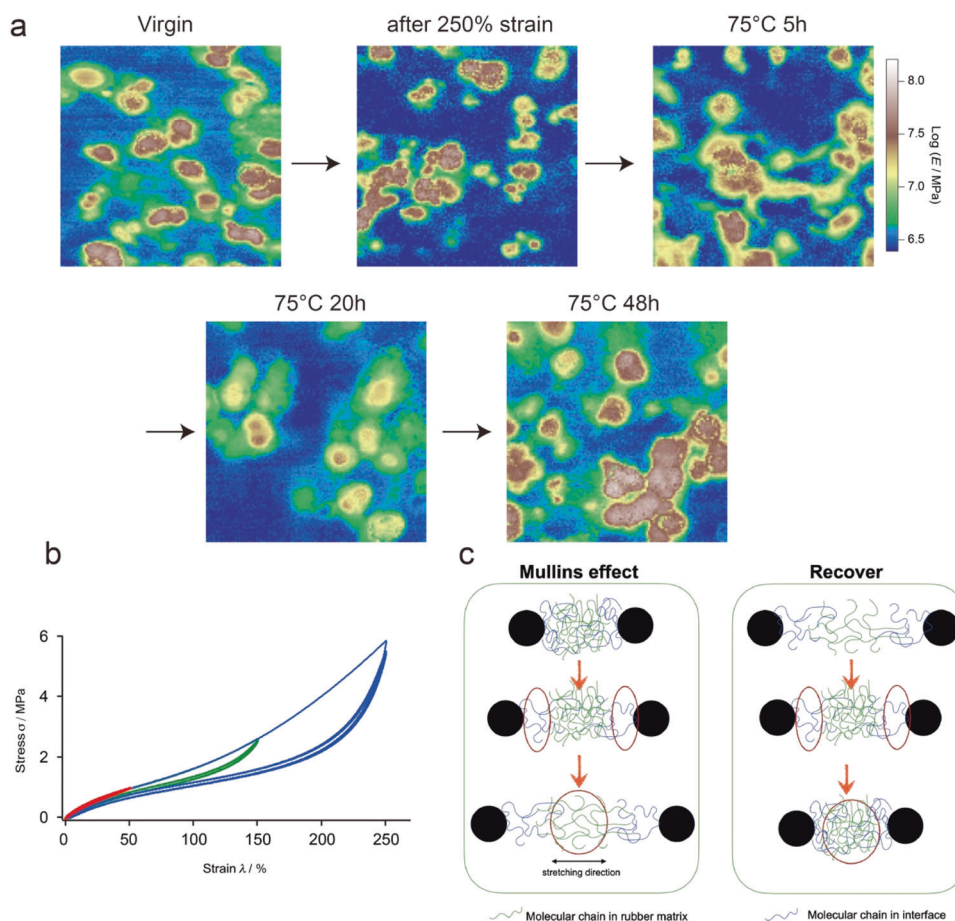 a
Virgin
after 250% strain
75°C 5h
8.0
7.5
7.0
6.5
Log (E / MPa)
75°C 20h
75°C 48h
b
6
4
2
0
Stress σ / MPa
0
50
100
150
200
250
Strain λ / %
c
Mullins effect
Recover
stretching direction
Molecular chain in rubber matrix
Molecular chain in interface